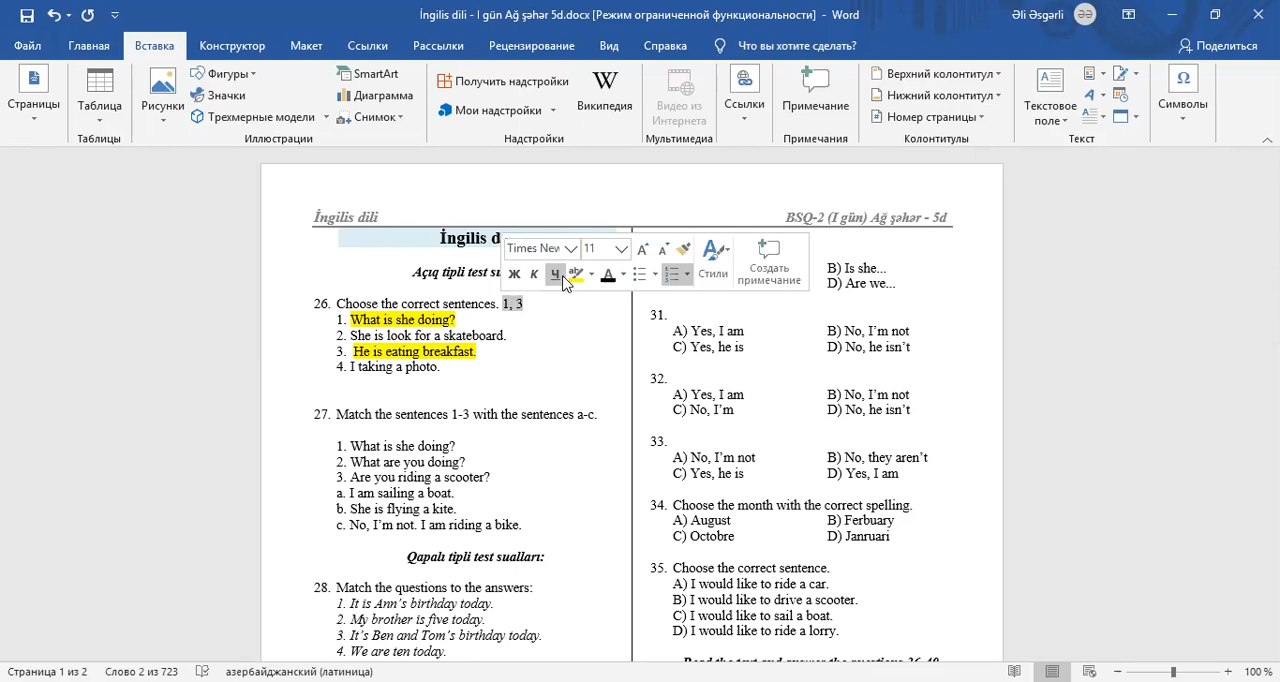 İngilis dili - I gün Ağ şəhər 5d.docx [Режим ограниченной функциональности] - Word
Əli Əsgərli
ƏƏ
Файл Главная Вставка Конструктор Макет Ссылки Рассылки Рецензирование Вид Справка Что вы хотите сделать? Поделиться
Страницы
Таблица
Таблицы
Рисунки
Фигуры
Значки
Трехмерные модели
SmartArt
Диаграмма
Снимок
Иллюстрации
Получить надстройки
Мои надстройки
W
Википедия
Надстройки
Видео из
Интернета
Мультимедиа
Ссылки
Примечание
Примечания
Верхний колонтитул
Нижний колонтитул
Номер страницы
Колонтитулы
Текстовое
поле
Текст
Символы
İngilis dili BSQ-2 (I gün) Ağ şəhər - 5d
İngilis d
Açıq tipli test su
Times New 11
Ж К Ч
Стили
Создать
примечание
26. Choose the correct sentences. 1, 3
1. What is she doing?
2. She is look for a skateboard.
3. He is eating breakfast.
4. I taking a photo.
27. Match the sentences 1-3 with the sentences a-c.
1. What is she doing?
2. What are you doing?
3. Are you riding a scooter?
a. I am sailing a boat.
b. She is flying a kite.
c. No, I'm not. I am riding a bike.
Qapalı tipli test sualları:
28. Match the questions to the answers:
1. It is Ann's birthday today.
2. My brother is five today.
3. It's Ben and Tom's birthday today.
4. We are ten today.
B) Is she...
D) Are we...
31.
A) Yes, I am B) No, I'm not
C) Yes, he is D) No, he isn't
32.
A) Yes, I am B) No, I'm not
C) No, I'm D) No, he isn't
33.
A) No, I'm not B) No, they aren't
C) Yes, he is D) Yes, I am
34. Choose the month with the correct spelling.
A) August B) Ferbuary
C) Octobre D) Janruari
35. Choose the correct sentence.
A) I would like to ride a car.
B) I would like to drive a scooter.
C) I would like to sail a boat.
D) I would like to ride a lorry.
Read the text and answer the questions 36-40
Страница 1 из 2 Слово 2 из 723 азербайджанский (латиница) 100 %